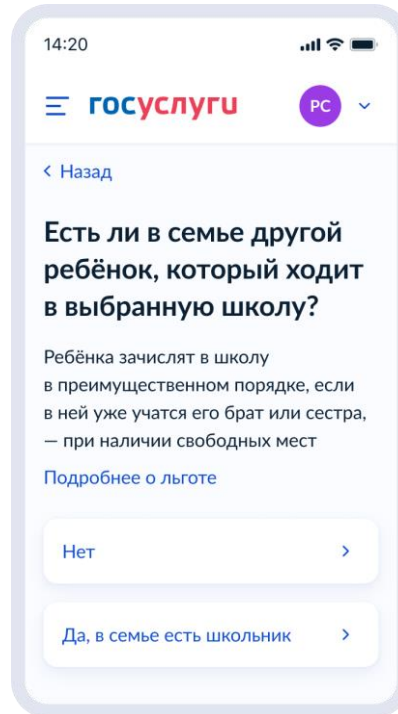 14:20
госуслуги
РС
Назад
Есть ли в семье другой
ребёнок, который ходит
в выбранную школу?
Ребёнка зачислят в школу
в преимущественном порядке, если
в ней уже учатся его брат или сестра,
— при наличии свободных мест
Подробнее о льготе
Нет
Да, в семье есть школьник